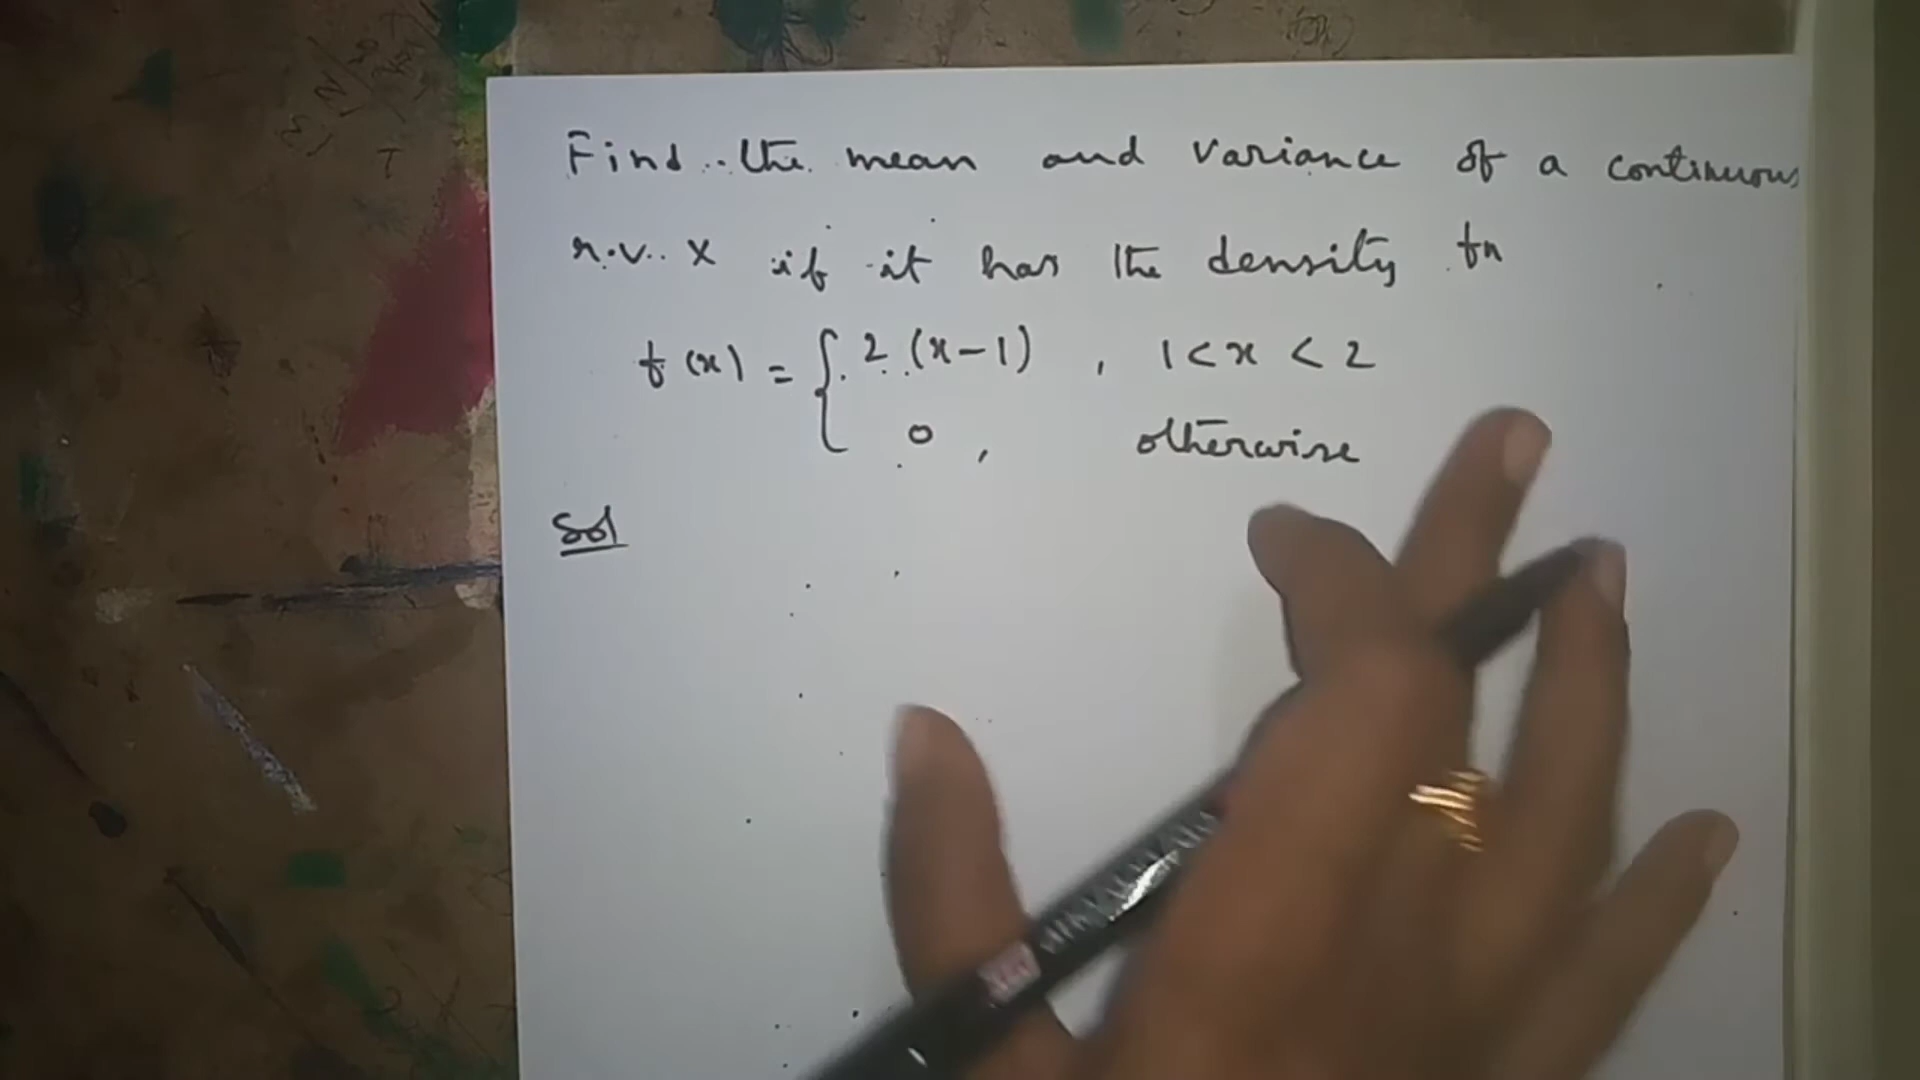 Find the mean and variance of a continuous
r.v. X if it has the density fn
f(x) = { 2(x-1) , 1<x<2
0 , otherwise
Sol